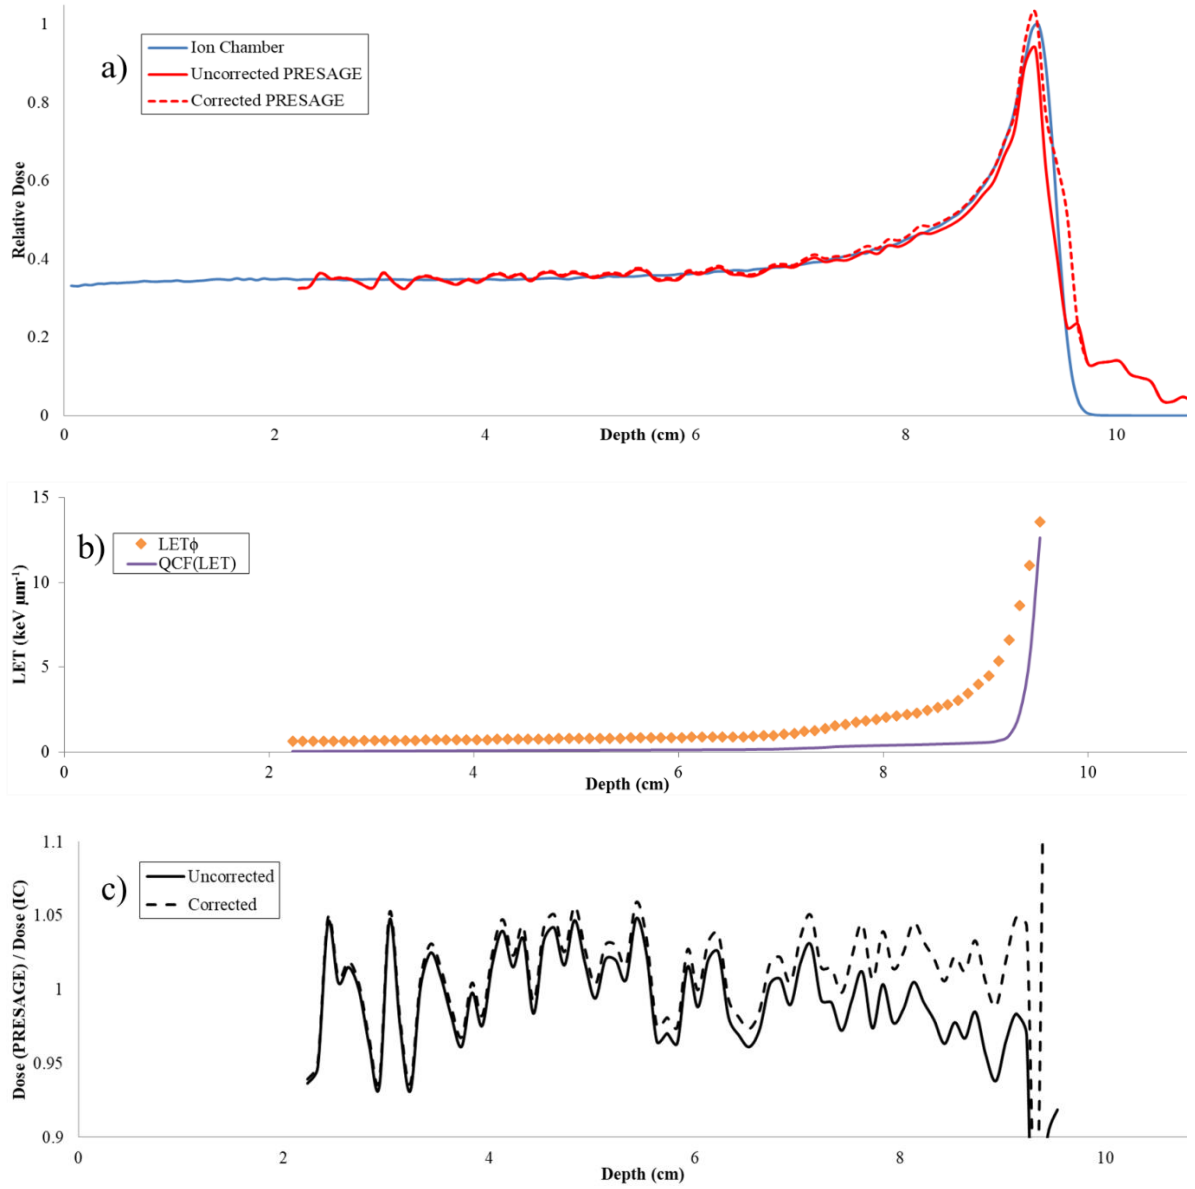 a)
Ion Chamber
Uncorrected PRESAGE
Corrected PRESAGE
Relative Dose
1
0.8
0.6
0.4
0.2
0
0 2 4 6 8 10
Depth (cm)
b)
LETϕ
QCF(LET)
LET (keV µm⁻¹)
15
10
5
0
0 2 4 6 8 10
Depth (cm)
c)
Uncorrected
Corrected
Dose (PRESAGE) / Dose (IC)
1.1
1.05
1
0.95
0.9
0 2 4 6 8 10
Depth (cm)